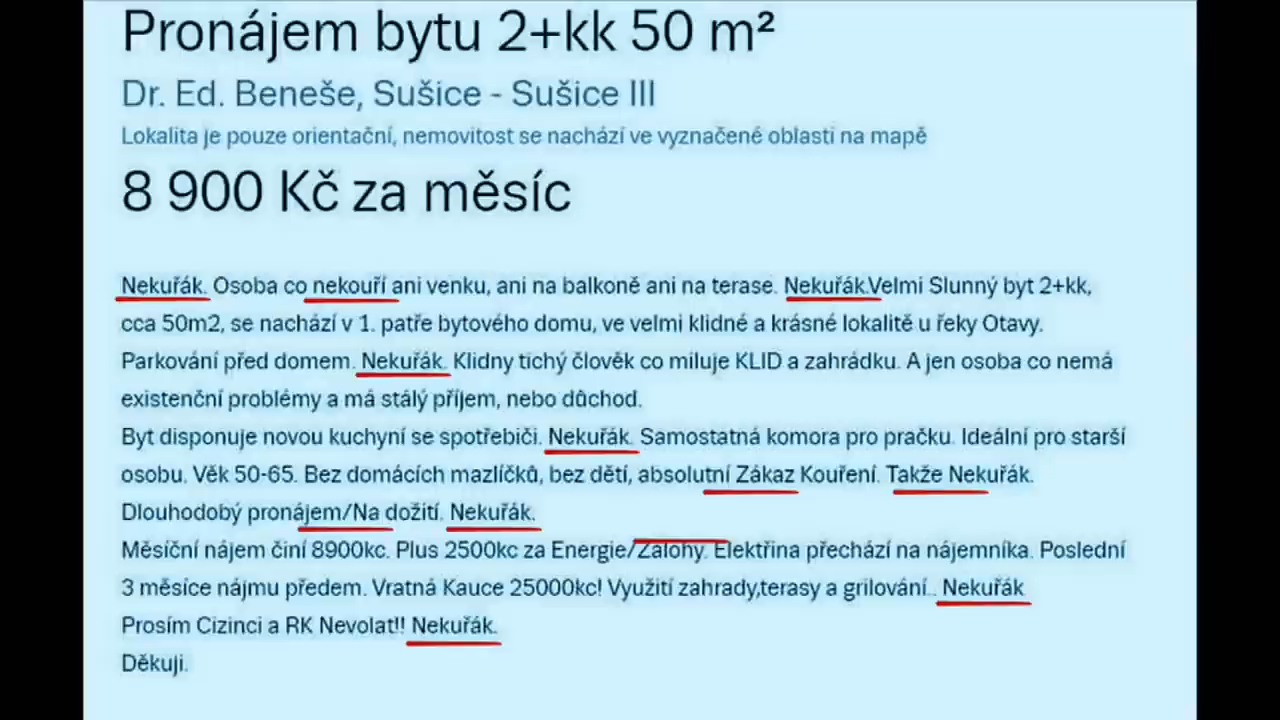 Pronájem bytu 2+kk 50 m²
Dr. Ed. Beneše, Sušice - Sušice III
Lokalita je pouze orientační, nemovitost se nachází ve vyznačené oblasti na mapě
8 900 Kč za měsíc
Nekuřák. Osoba co nekouří ani venku, ani na balkoně ani na terase. Nekuřák.Velmi Slunný byt 2+kk,
cca 50m2, se nachází v 1. patře bytového domu, ve velmi klidné a krásné lokalitě u řeky Otavy.
Parkování před domem. Nekuřák. Klidny tichý člověk co miluje KLID a zahrádku. A jen osoba co nemá
existenční problémy a má stálý příjem, nebo důchod.
Byt disponuje novou kuchyní se spotřebiči. Nekuřák. Samostatná komora pro pračku. Ideální pro starší
osobu. Věk 50-65. Bez domácích mazlíčků, bez dětí, absolutní Zákaz Kouření. Takže Nekuřák.
Dlouhodobý pronájem/Na dožití. Nekuřák.
Měsíční nájem činí 8900kc. Plus 2500kc za Energie/Zálohy. Elektřina přechází na nájemníka. Poslední
3 měsíce nájmu předem. Vratná Kauce 25000kc! Využití zahrady,terasy a grilování.. Nekuřák
Prosím Cizinci a RK Nevolat!! Nekuřák.
Děkuji.